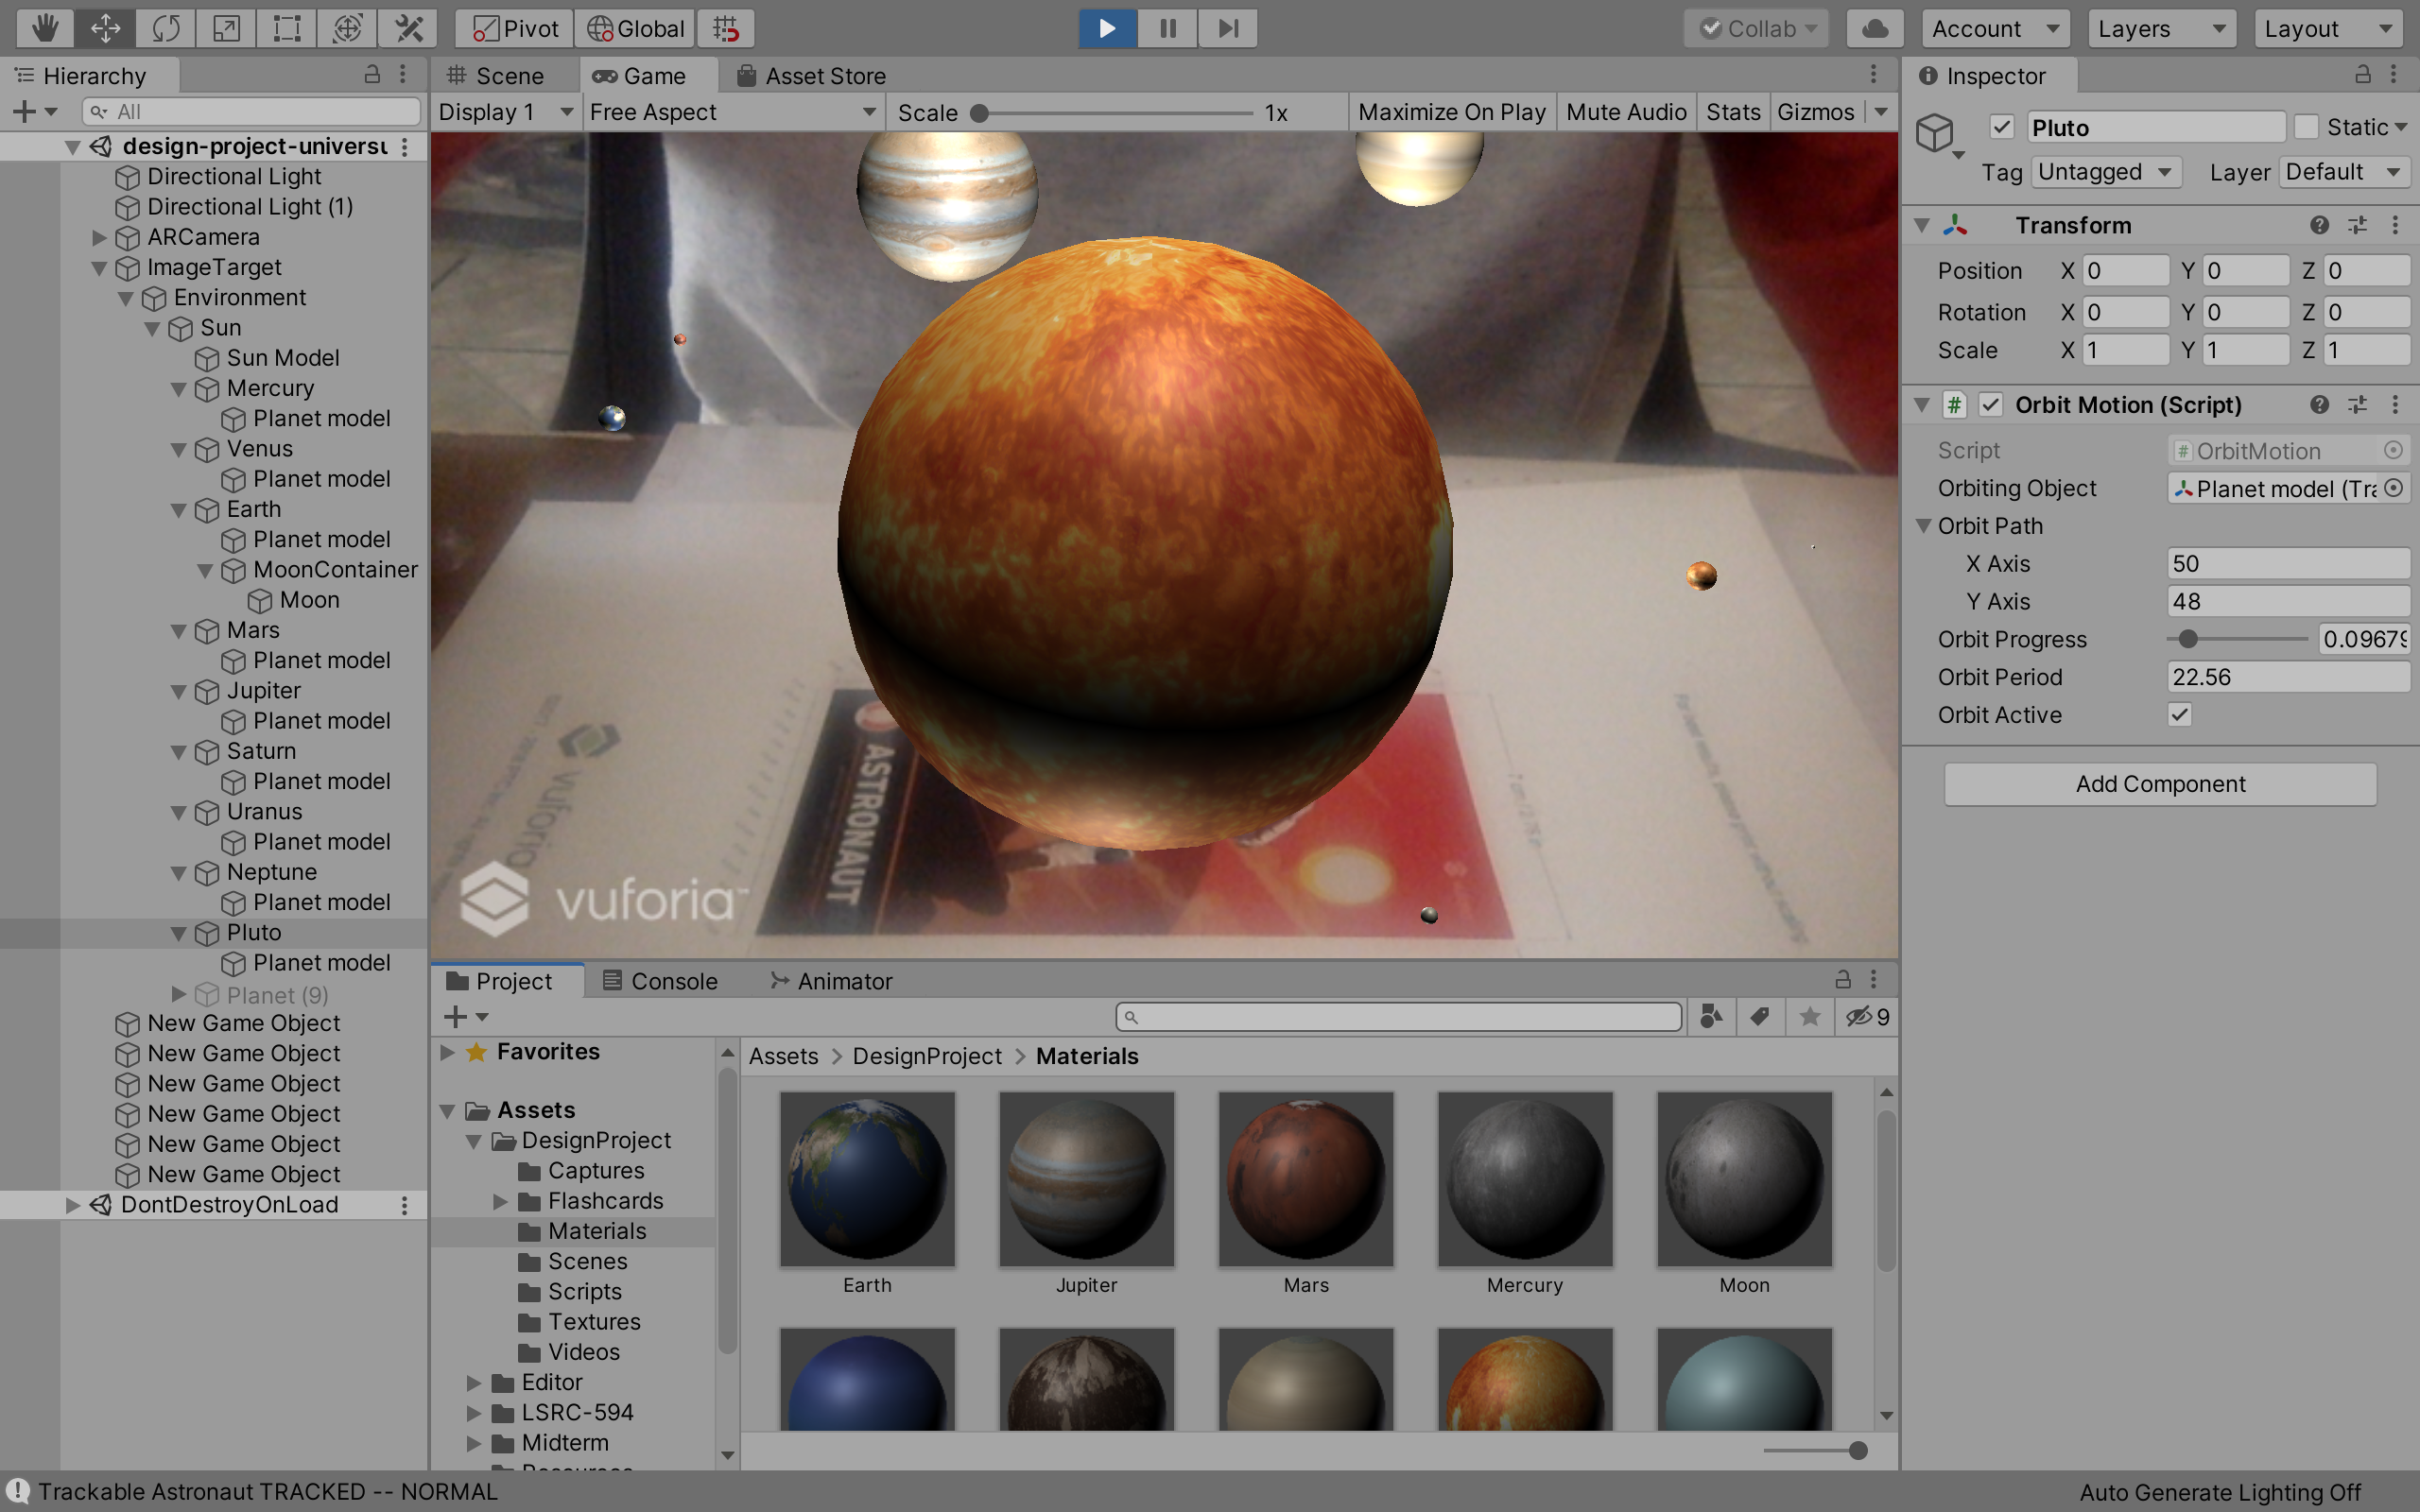 Pivot Global Collab Account Layers Layout
Hierarchy
All
design-project-universu
Directional Light
Directional Light (1)
ARCamera
ImageTarget
Environment
Sun
Sun Model
Mercury
Planet model
Venus
Planet model
Earth
Planet model
MoonContainer
Moon
Mars
Planet model
Jupiter
Planet model
Saturn
Planet model
Uranus
Planet model
Neptune
Planet model
Pluto
Planet model
Planet (9)
New Game Object
New Game Object
New Game Object
New Game Object
New Game Object
New Game Object
DontDestroyOnLoad
Scene Game Asset Store
Display 1 Free Aspect Scale 1x Maximize On Play Mute Audio Stats Gizmos
ASTRONAUT
vuforia
vuforia™
Project Console Animator
9
Favorites
Assets
DesignProject
Captures
Flashcards
Materials
Scenes
Scripts
Textures
Videos
Editor
LSRC-594
Midterm
Assets > DesignProject > Materials
Earth Jupiter Mars Mercury Moon
Inspector
Pluto Static
Tag Untagged Layer Default
Transform
Position X 0 Y 0 Z 0
Rotation X 0 Y 0 Z 0
Scale X 1 Y 1 Z 1
# Orbit Motion (Script)
Script # OrbitMotion
Orbiting Object Planet model (Tra
Orbit Path
X Axis 50
Y Axis 48
Orbit Progress 0.09679
Orbit Period 22.56
Orbit Active
Add Component
Trackable Astronaut TRACKED -- NORMAL
Auto Generate Lighting Off